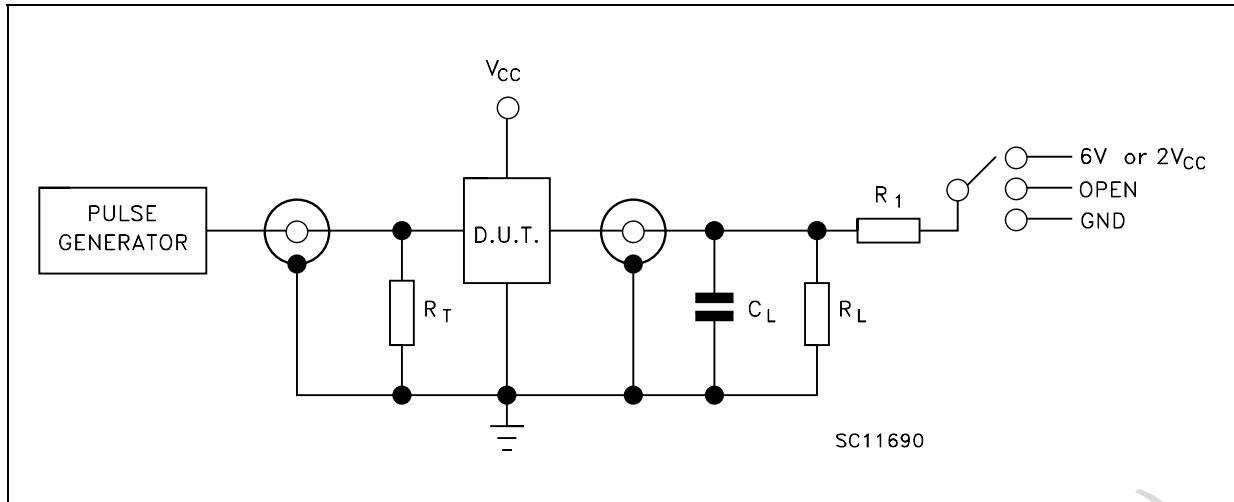 VCC
PULSE
GENERATOR
D.U.T.
RT
CL
RL
R1
6V or 2VCC
OPEN
GND
SC11690